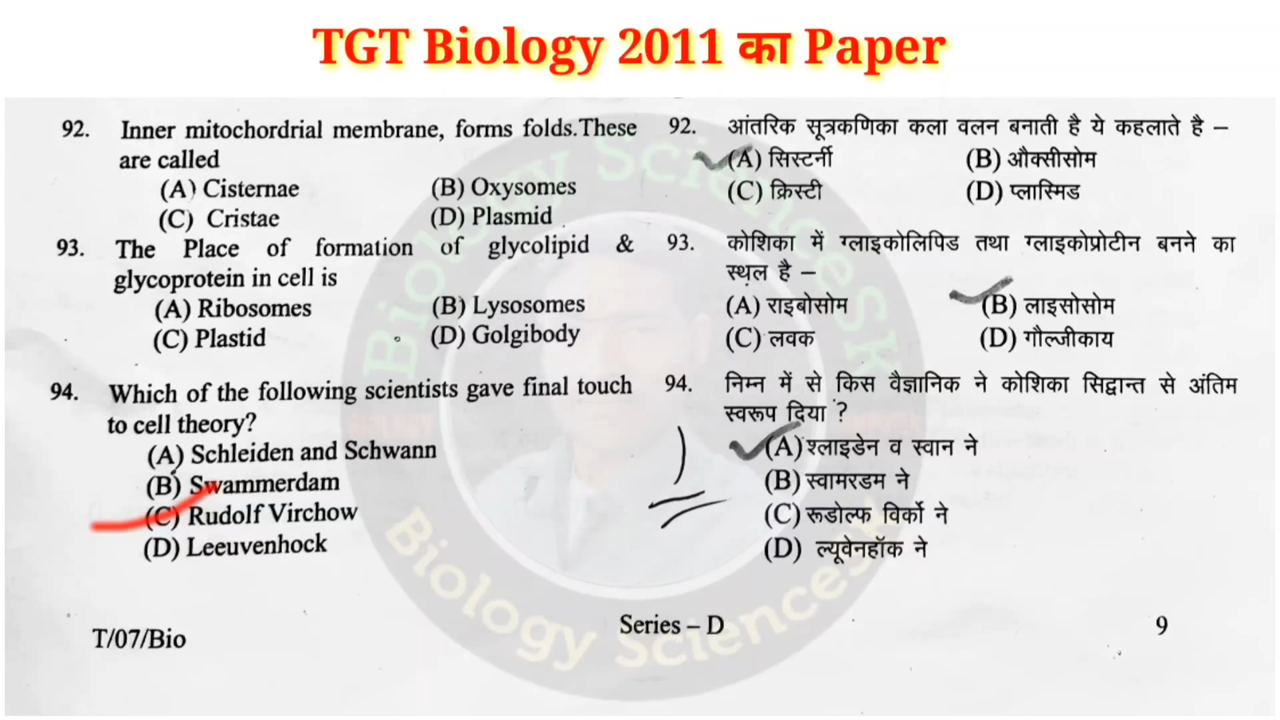 TGT Biology 2011 का Paper
92. Inner mitochordrial membrane, forms folds.These
are called
(A) Cisternae (B) Oxysomes
(C) Cristae (D) Plasmid
93. The Place of formation of glycolipid &
glycoprotein in cell is
(A) Ribosomes (B) Lysosomes
(C) Plastid (D) Golgibody
94. Which of the following scientists gave final touch
to cell theory?
(A) Schleiden and Schwann
(B) Swammerdam
(C) Rudolf Virchow
(D) Leeuvenhock
92. आंतरिक सूत्रकणिका कला वलन बनाती है ये कहलाते है –
(A) सिस्टर्नी (B) औक्सीसोम
(C) क्रिस्टी (D) प्लास्मिड
93. कोशिका में ग्लाइकोलिपिड तथा ग्लाइकोप्रोटीन बनने का
स्थल है –
(A) राइबोसोम (B) लाइसोसोम
(C) लवक (D) गौल्जीकाय
94. निम्न में से किस वैज्ञानिक ने कोशिका सिद्वान्त से अंतिम
स्वरूप दिया ?
(A) श्लाइडेन व स्वान ने
(B) स्वामरडम ने
(C) रूडोल्फ विर्को ने
(D) ल्यूवेनहॉक ने
T/07/Bio Series – D 9
Biology ScienceSK
Biology ScienceSK